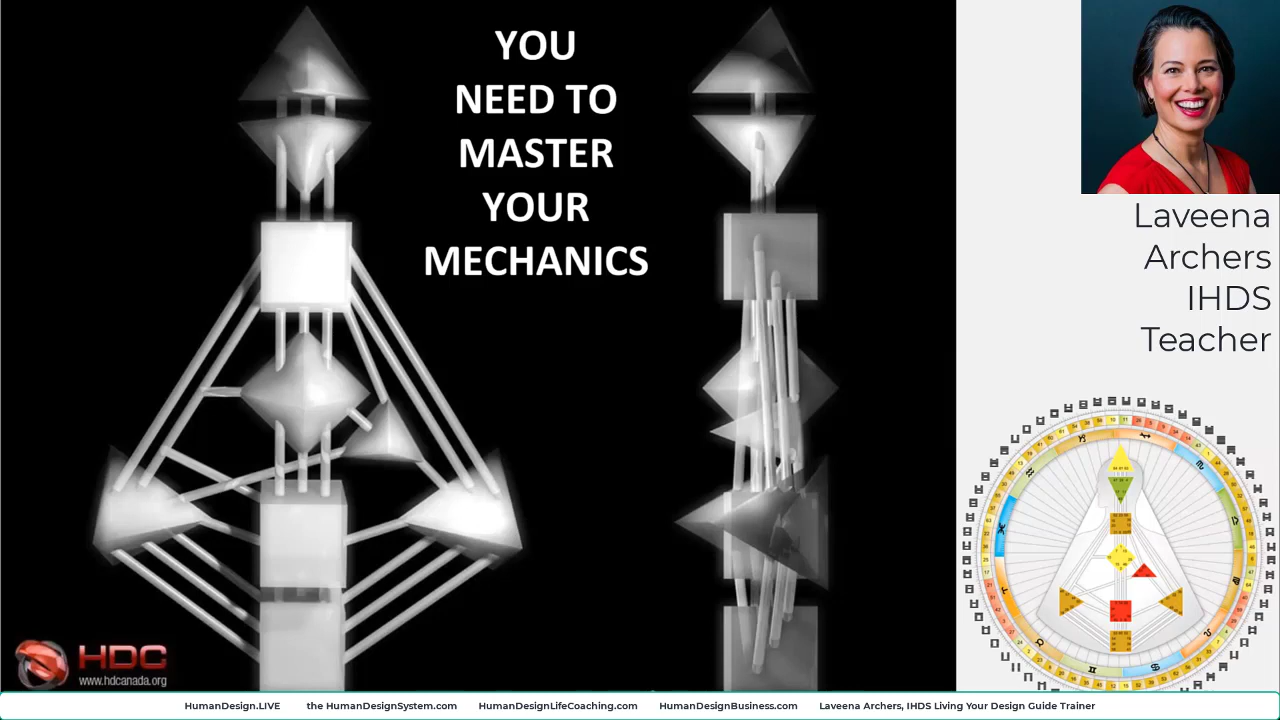 YOU
NEED TO
MASTER
YOUR
MECHANICS
HDC
www.hdcanada.org
Laveena
Archers
IHDS
Teacher
HumanDesign.LIVE the HumanDesignSystem.com HumanDesignLifeCoaching.com HumanDesignBusiness.com Laveena Archers, IHDS Living Your Design Guide Trainer